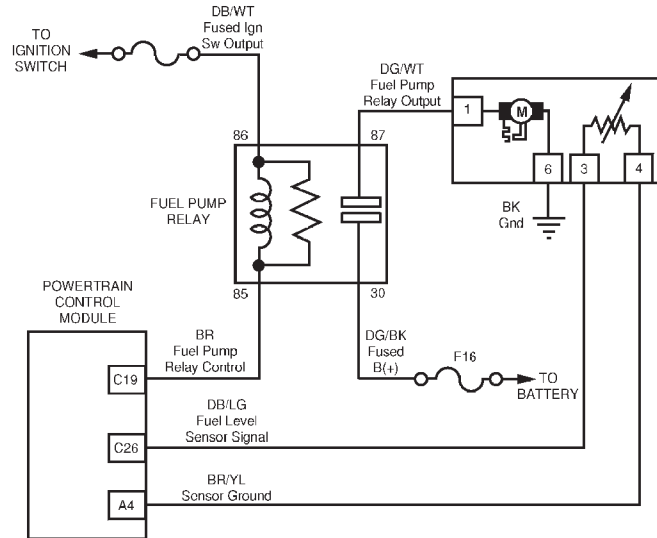 DB/WT
Fused Ign
Sw Output
TO
IGNITION
SWITCH
DG/WT
Fuel Pump
Relay Output
1
M
86
87
6
3
4
FUEL PUMP
RELAY
BK
Gnd
85
30
POWERTRAIN
CONTROL
MODULE
BR
Fuel Pump
Relay Control
DG/BK
Fused
B(+)
F16
TO
BATTERY
C19
DB/LG
Fuel Level
Sensor Signal
C26
BR/YL
Sensor Ground
A4